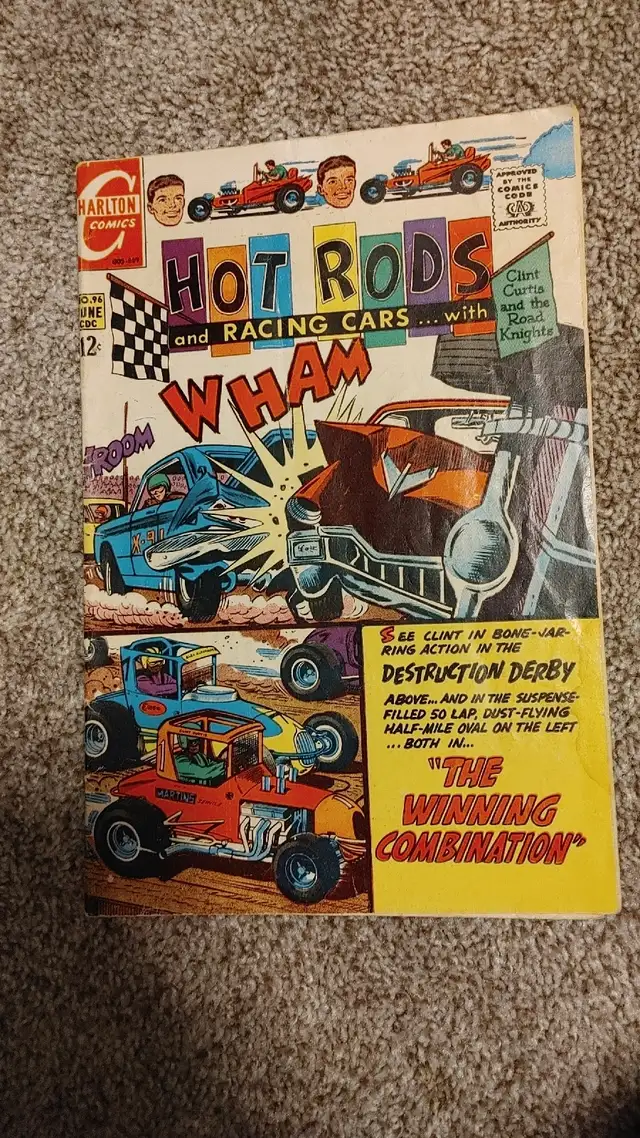 HARLTON
COMICS
APPROVED
BY THE
COMICS
CODE
CA
AUTHORITY
HOT RODS
and RACING CARS ... with
Clint
Curtis
and the
Road
Knights
NO.96
JUNE
CDC
12¢
WHAM
ROOM
X-91
SEE CLINT IN BONE-JAR-
RING ACTION IN THE
DESTRUCTION DERBY
ABOVE... AND IN THE SUSPENSE-
FILLED 50 LAP, DUST-FLYING
HALF-MILE OVAL ON THE LEFT
... BOTH IN...
"THE
WINNING
COMBINATION"
1
MARTINS